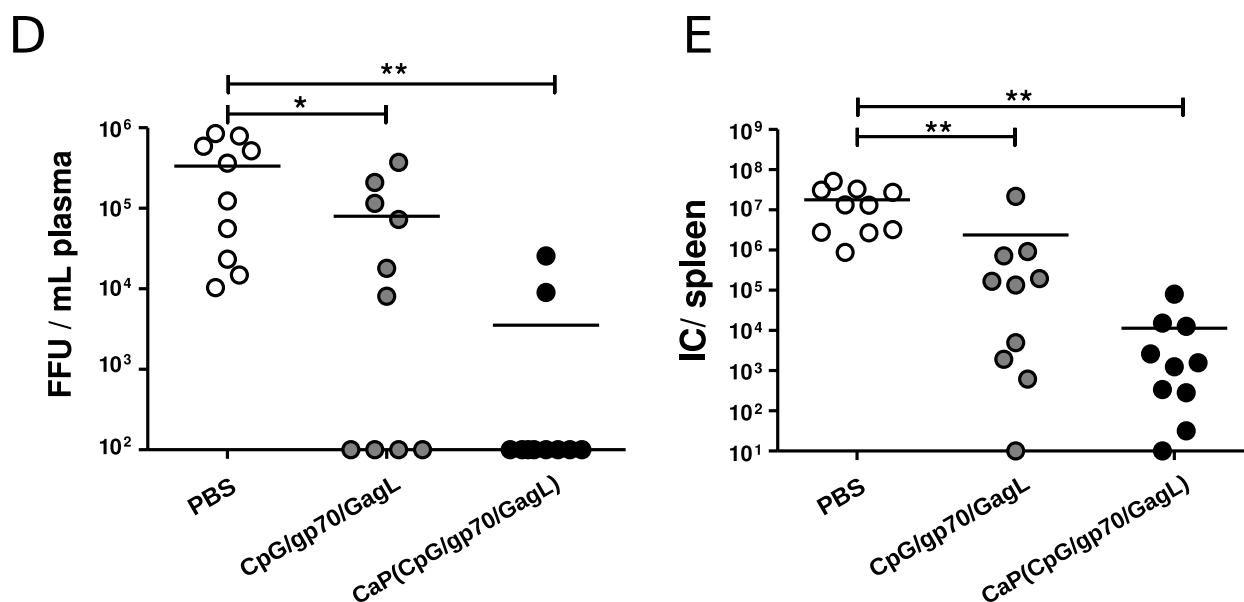 D
**
*
FFU / mL plasma
10⁶
10⁵
10⁴
10³
10²
PBS
CpG/gp70/GagL
CaP(CpG/gp70/GagL)
E
**
**
IC/ spleen
10⁹
10⁸
10⁷
10⁶
10⁵
10⁴
10³
10²
10¹
PBS
CpG/gp70/GagL
CaP(CpG/gp70/GagL)